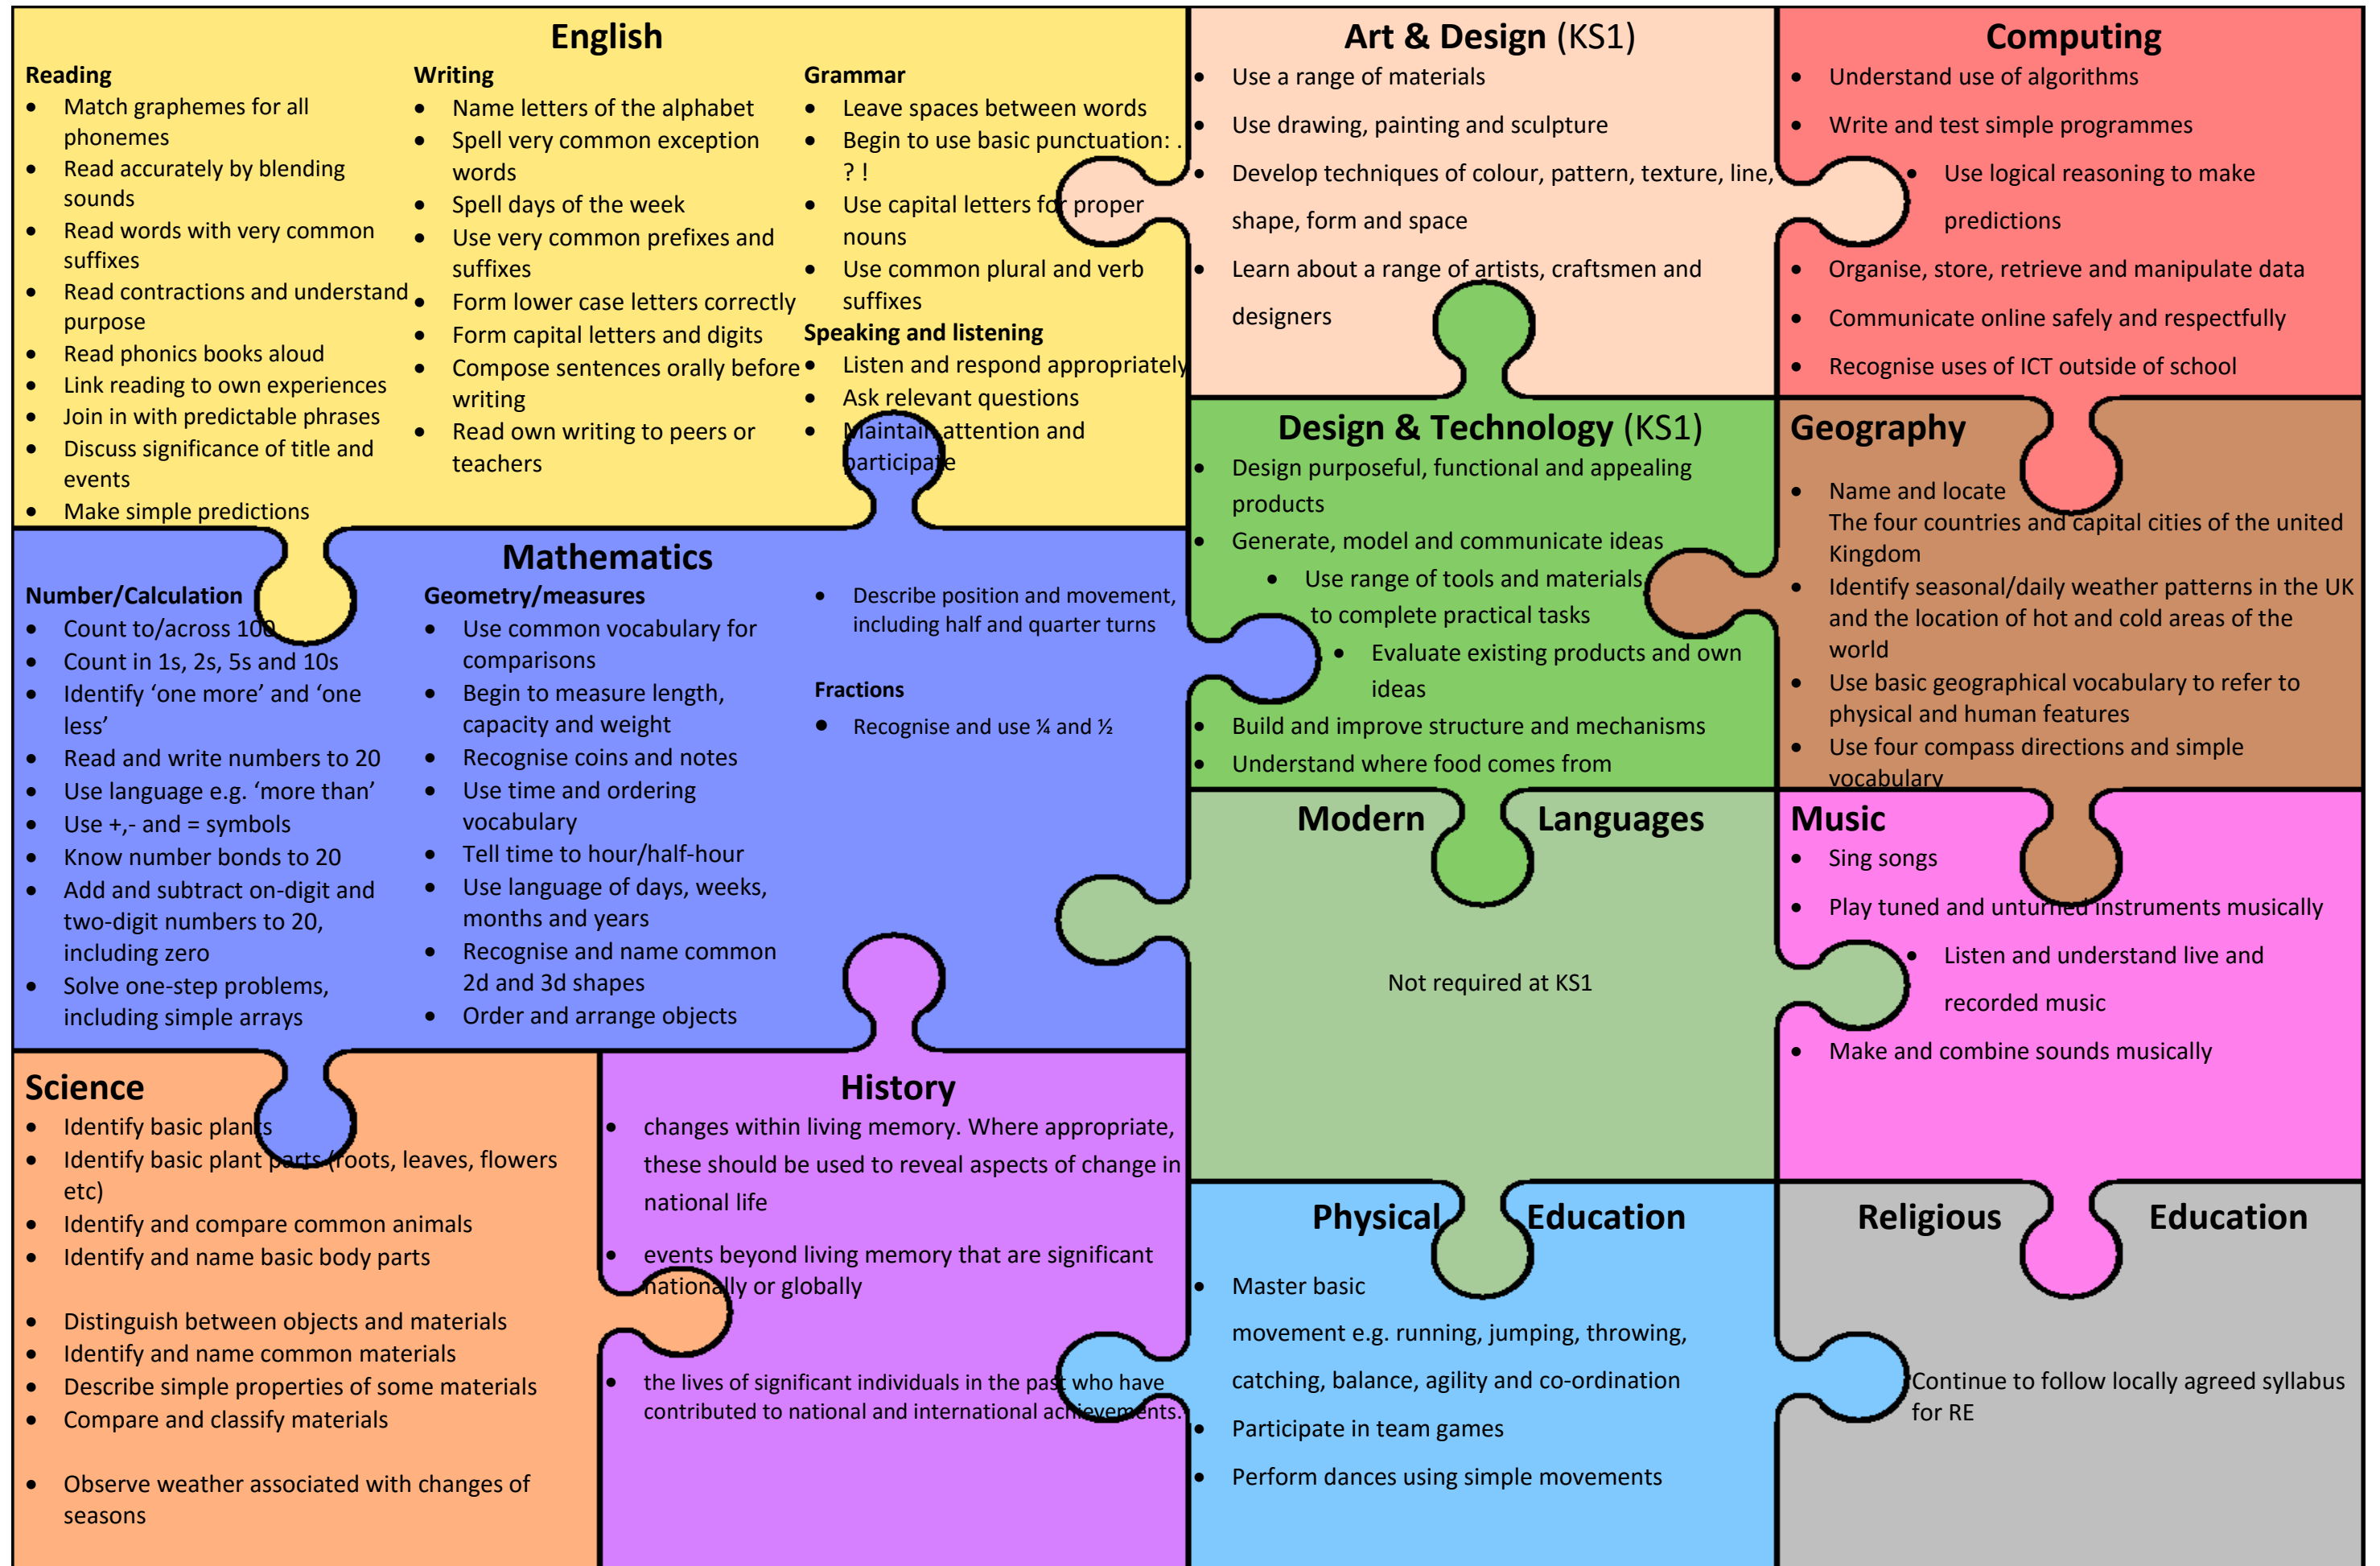 English
Reading
• Match graphemes for all
phonemes
• Read accurately by blending
sounds
• Read words with very common
suffixes
• Read contractions and understand
purpose
• Read phonics books aloud
• Link reading to own experiences
• Join in with predictable phrases
• Discuss significance of title and
events
• Make simple predictions
Writing
• Name letters of the alphabet
• Spell very common exception
words
• Spell days of the week
• Use very common prefixes and
suffixes
• Form lower case letters correctly
• Form capital letters and digits
• Compose sentences orally before
writing
• Read own writing to peers or
teachers
Grammar
• Leave spaces between words
• Begin to use basic punctuation: .
? !
• Use capital letters for proper
nouns
• Use common plural and verb
suffixes
Speaking and listening
• Listen and respond appropriately
• Ask relevant questions
• Maintain attention and
participate
Art & Design (KS1)
• Use a range of materials
• Use drawing, painting and sculpture
• Develop techniques of colour, pattern, texture, line,
shape, form and space
• Learn about a range of artists, craftsmen and
designers
Computing
• Understand use of algorithms
• Write and test simple programmes
• Use logical reasoning to make
predictions
• Organise, store, retrieve and manipulate data
• Communicate online safely and respectfully
• Recognise uses of ICT outside of school
Mathematics
Number/Calculation
• Count to/across 100
• Count in 1s, 2s, 5s and 10s
• Identify ‘one more’ and ‘one
less’
• Read and write numbers to 20
• Use language e.g. ‘more than’
• Use +,- and = symbols
• Know number bonds to 20
• Add and subtract on-digit and
two-digit numbers to 20,
including zero
• Solve one-step problems,
including simple arrays
Geometry/measures
• Use common vocabulary for
comparisons
• Begin to measure length,
capacity and weight
• Recognise coins and notes
• Use time and ordering
vocabulary
• Tell time to hour/half-hour
• Use language of days, weeks,
months and years
• Recognise and name common
2d and 3d shapes
• Order and arrange objects
• Describe position and movement,
including half and quarter turns
Fractions
• Recognise and use ¼ and ½
Design & Technology (KS1)
• Design purposeful, functional and appealing
products
• Generate, model and communicate ideas
• Use range of tools and materials
to complete practical tasks
• Evaluate existing products and own
ideas
• Build and improve structure and mechanisms
• Understand where food comes from
Geography
• Name and locate
The four countries and capital cities of the united
Kingdom
• Identify seasonal/daily weather patterns in the UK
and the location of hot and cold areas of the
world
• Use basic geographical vocabulary to refer to
physical and human features
• Use four compass directions and simple
vocabulary
Modern Languages
Not required at KS1
Music
• Sing songs
• Play tuned and unturned instruments musically
• Listen and understand live and
recorded music
• Make and combine sounds musically
Science
• Identify basic plants
• Identify basic plant parts (roots, leaves, flowers
etc)
• Identify and compare common animals
• Identify and name basic body parts
• Distinguish between objects and materials
• Identify and name common materials
• Describe simple properties of some materials
• Compare and classify materials
• Observe weather associated with changes of
seasons
History
• changes within living memory. Where appropriate,
these should be used to reveal aspects of change in
national life
• events beyond living memory that are significant
nationally or globally
• the lives of significant individuals in the past who have
contributed to national and international achievements.
Physical Education
• Master basic
movement e.g. running, jumping, throwing,
catching, balance, agility and co-ordination
• Participate in team games
• Perform dances using simple movements
Religious Education
Continue to follow locally agreed syllabus
for RE